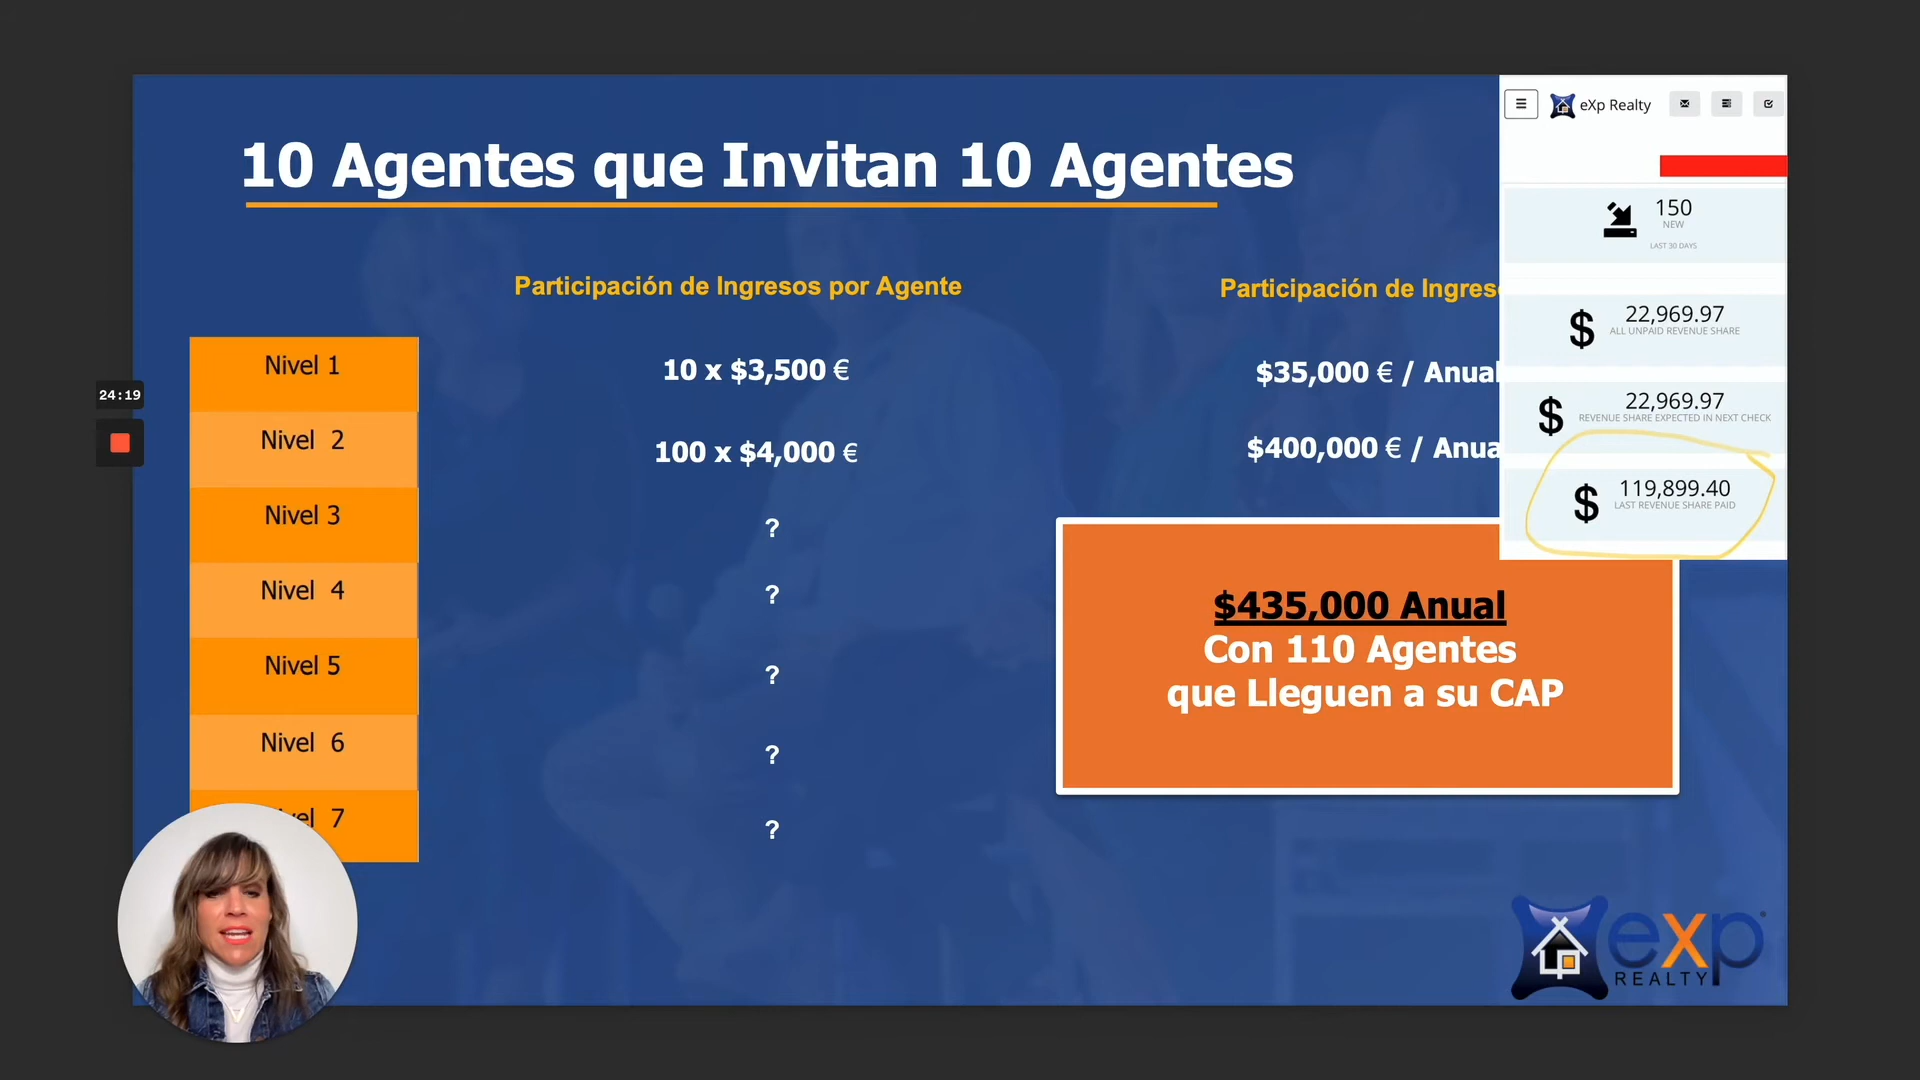 10 Agentes que Invitan 10 Agentes
Participación de Ingresos por Agente
Participación de Ingres
Nivel 1
10 x $3,500 €
$35,000 € / Anual
Nivel 2
100 x $4,000 €
$400,000 € / Anua
Nivel 3
?
Nivel 4
?
Nivel 5
?
Nivel 6
?
vel 7
?
$435,000 Anual
Con 110 Agentes
que Lleguen a su CAP
eXp Realty
150
NEW
LAST 30 DAYS
$ 22,969.97
ALL UNPAID REVENUE SHARE
$ 22,969.97
REVENUE SHARE EXPECTED IN NEXT CHECK
$ 119,899.40
LAST REVENUE SHARE PAID
24:19
eXp
REALTY